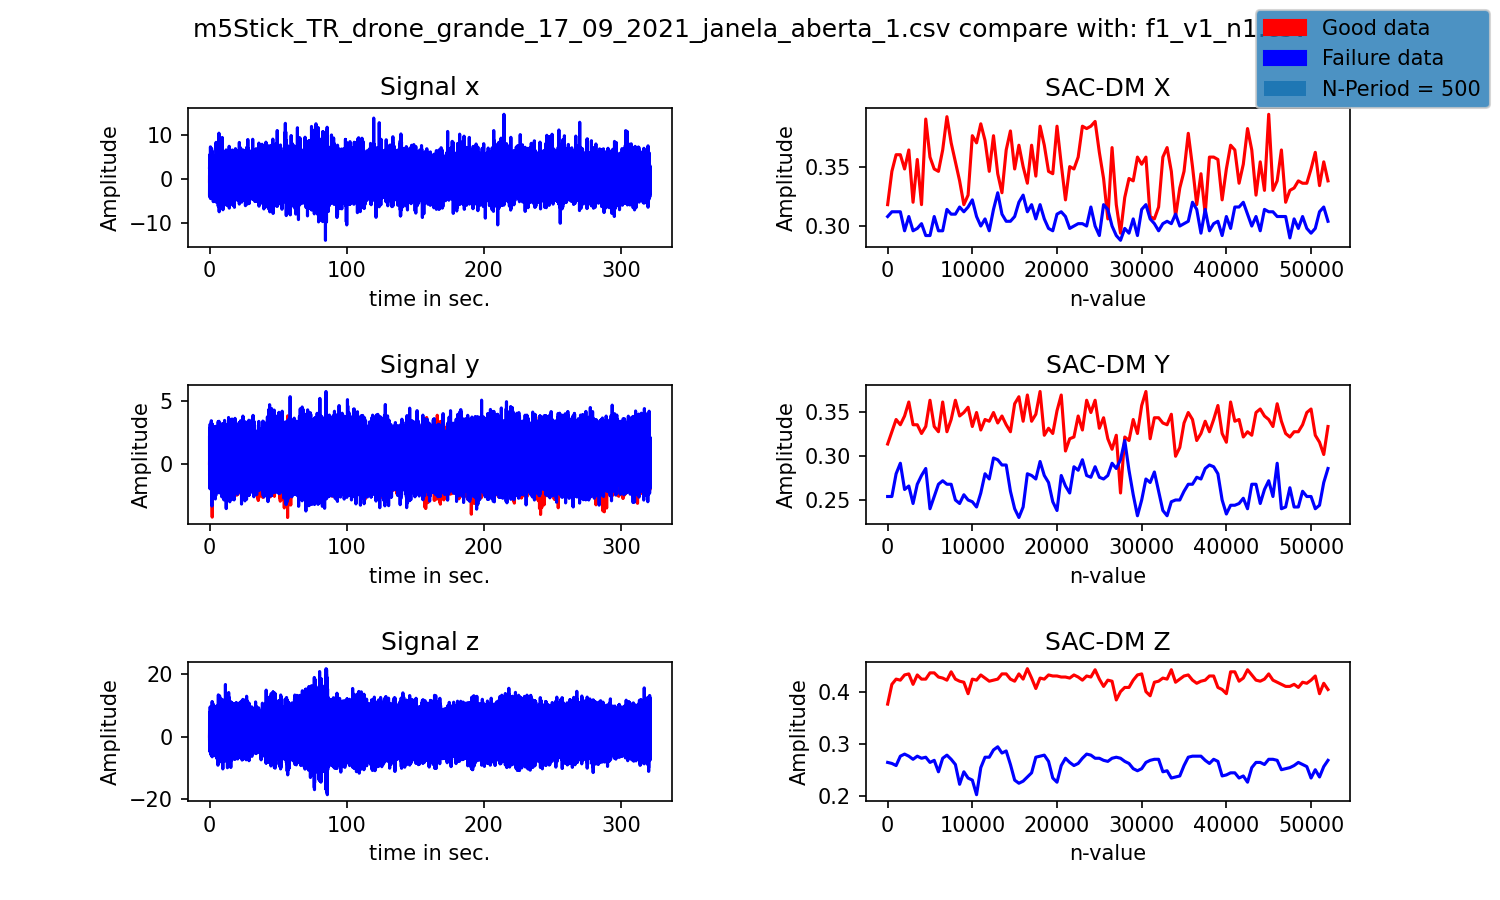 m5Stick_TR_drone_grande_17_09_2021_janela_aberta_1.csv compare with: f1_v1_n1
Good data
Failure data
N-Period = 500
Signal x
Amplitude
10
0
−10
0 100 200 300
time in sec.
SAC-DM X
Amplitude
0.35
0.30
0 10000 20000 30000 40000 50000
n-value
Signal y
Amplitude
5
0
0 100 200 300
time in sec.
SAC-DM Y
Amplitude
0.35
0.30
0.25
0 10000 20000 30000 40000 50000
n-value
Signal z
Amplitude
20
0
−20
0 100 200 300
time in sec.
SAC-DM Z
Amplitude
0.4
0.3
0.2
0 10000 20000 30000 40000 50000
n-value